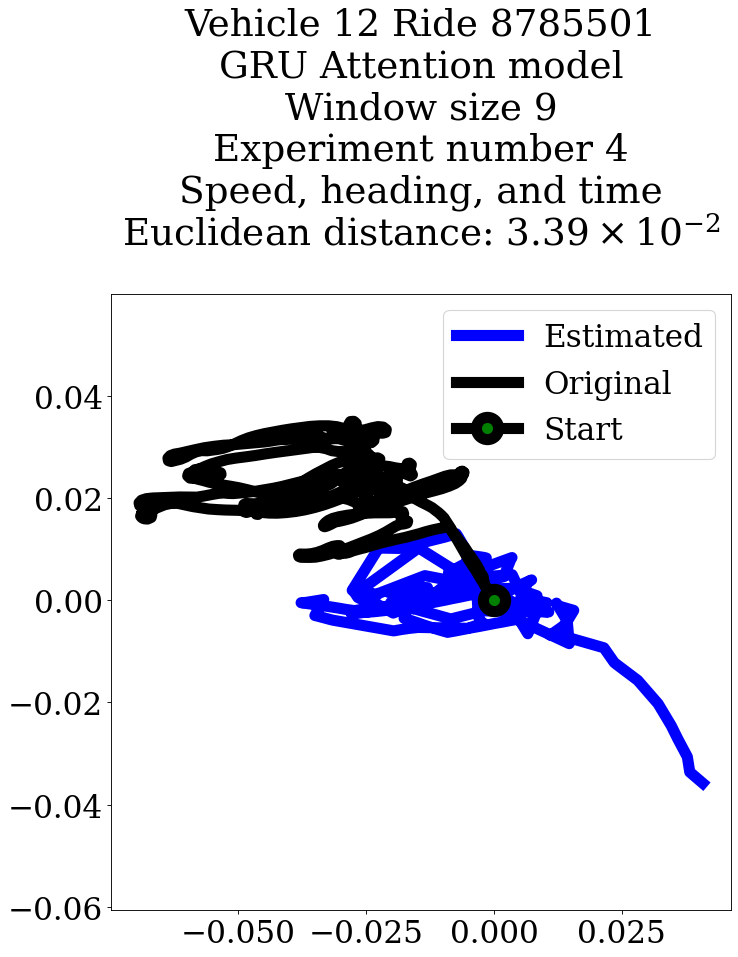 Vehicle 12 Ride 8785501
GRU Attention model
Window size 9
Experiment number 4
Speed, heading, and time
Euclidean distance: 3.39 × 10⁻²
Estimated
Original
Start
0.04
0.02
0.00
−0.02
−0.04
−0.06
−0.050 −0.025 0.000 0.025